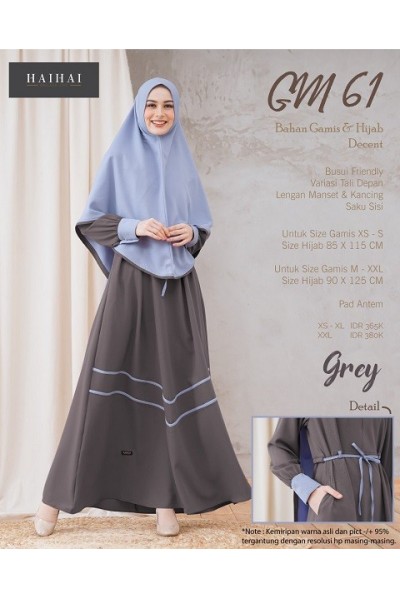 HAIHAI
GM 61
Bahan Gamis & Hijab
Decent
Busui Friendly
Variasi Tali Depan
Lengan Manset & Kancing
Saku Sisi
Untuk Size Gamis XS - S
Size Hijab 85 X 115 CM
Untuk Size Gamis M - XXL
Size Hijab 90 X 125 CM
Pad Antem
XS - XL IDR 365K
XXL IDR 380K
Grey
Detail
*Note : Kemiripan warna asli dan pict -/+ 95%
tergantung dengan resolusi hp masing-masing.